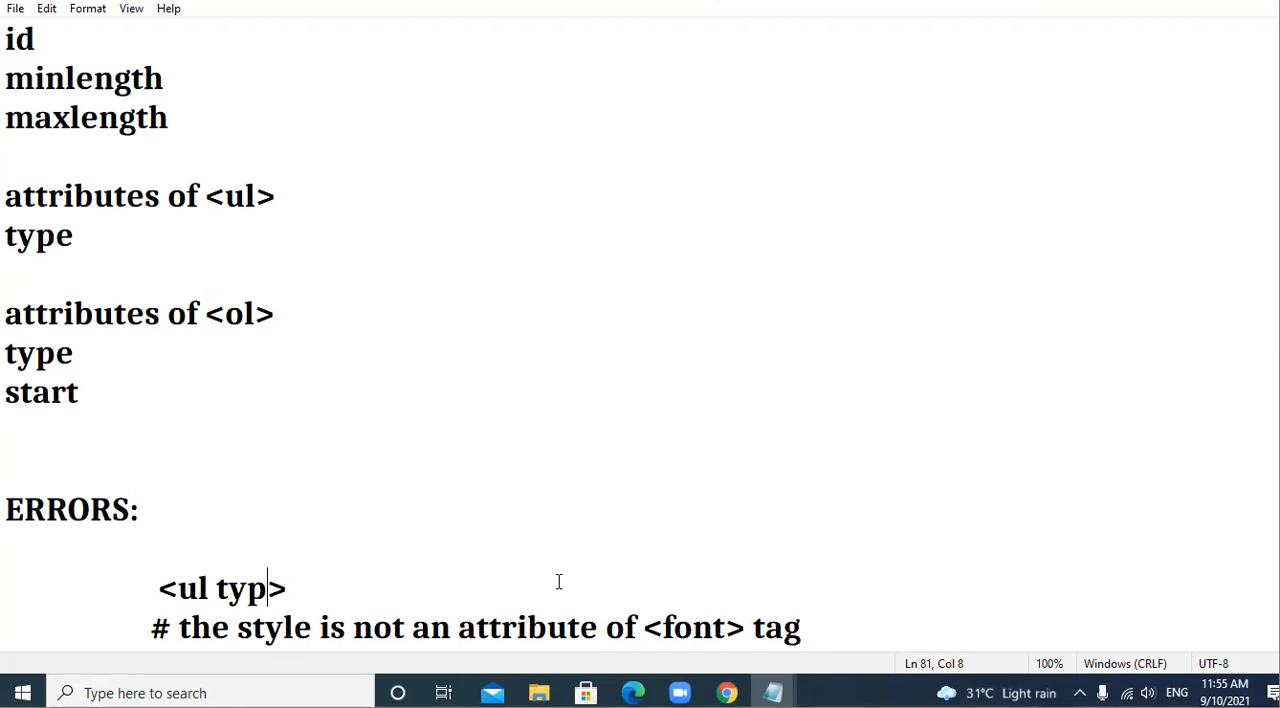 File Edit Format View Help
id
minlength
maxlength
attributes of <ul>
type
attributes of <ol>
type
start
ERRORS:
<ul typ>
# the style is not an attribute of <font> tag
Ln 81, Col 8 100% Windows (CRLF) UTF-8
Type here to search 31°C Light rain ENG 11:55 AM
9/10/2021